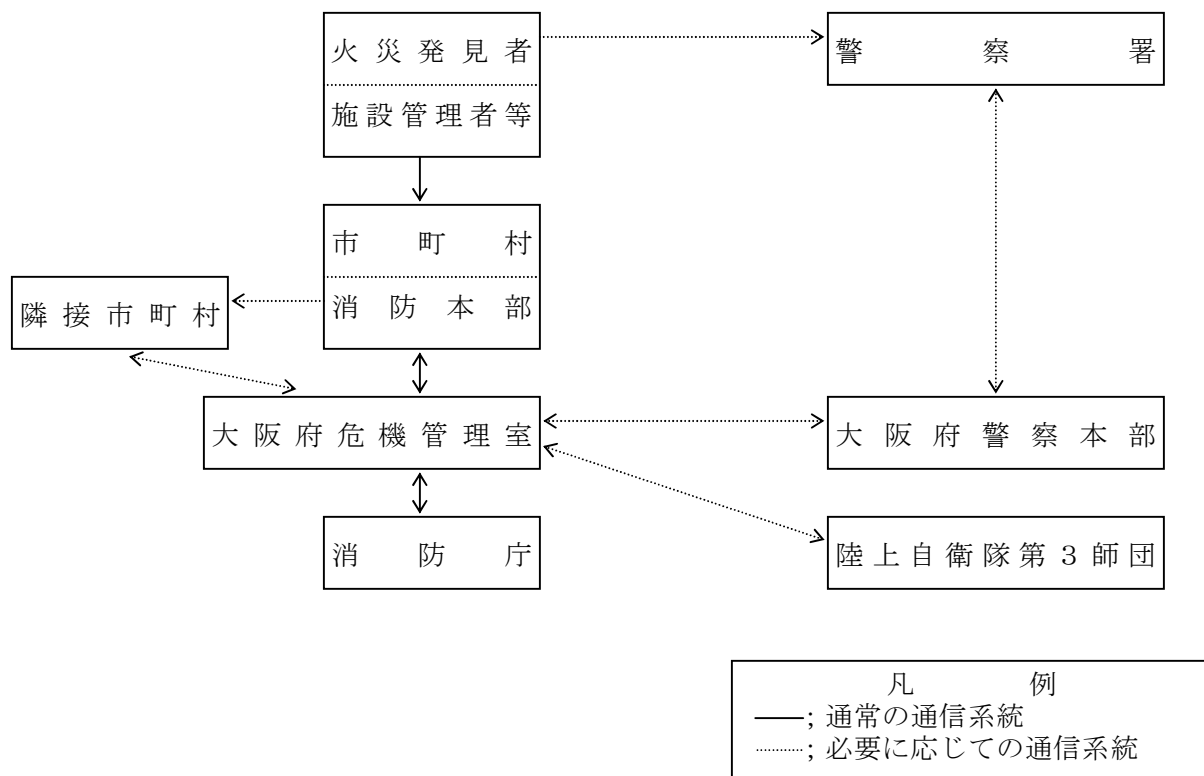 火災発見者
警察署
施設管理者等
市町村
消防本部
隣接市町村
大阪府危機管理室
大阪府警察本部
消防庁
陸上自衛隊第３師団
凡例
――; 通常の通信系統
┈┈; 必要に応じての通信系統